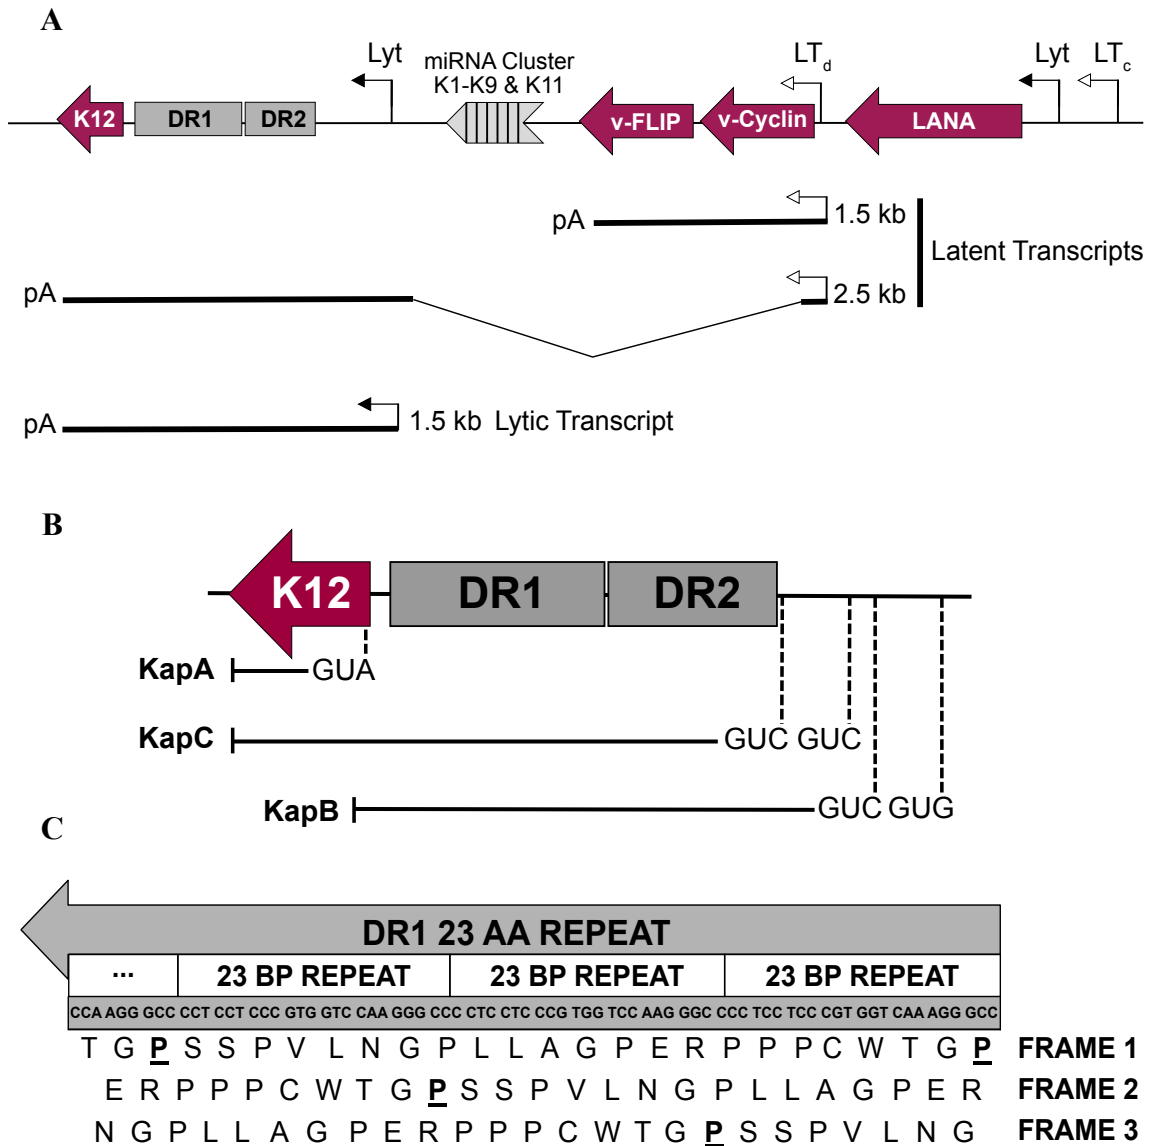 A
Lyt
miRNA Cluster
K1-K9 & K11
LTd
Lyt
LTc
K12
DR1
DR2
v-FLIP
v-Cyclin
LANA
pA
1.5 kb
Latent Transcripts
pA
2.5 kb
pA
1.5 kb Lytic Transcript
B
K12
DR1
DR2
KapA
GUA
KapC
GUC GUC
KapB
GUC GUG
C
DR1 23 AA REPEAT
...
23 BP REPEAT
23 BP REPEAT
23 BP REPEAT
CCA AGG GCC CCT CCT CCC GTG GTC CAA GGG CCC CTC CTC CCG TGG TCC AAG GGC CCC TCC TCC CGT GGT CAA AGG GCC
T G P S S P V L N G P L L A G P E R P P P C W T G P FRAME 1
E R P P P C W T G P S S P V L N G P L L A G P E R FRAME 2
N G P L L A G P E R P P P C W T G P S S P V L N G FRAME 3